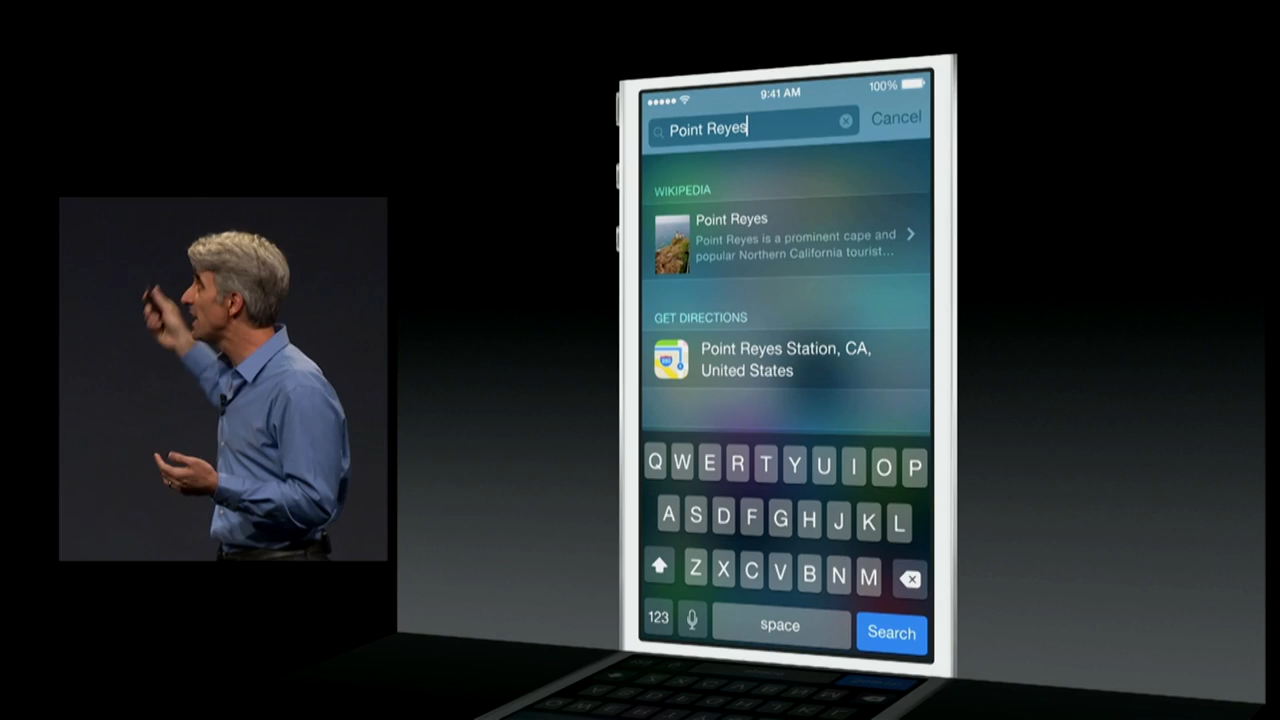 9:41 AM
100%
Point Reyes
Cancel
WIKIPEDIA
Point Reyes
Point Reyes is a prominent cape and
popular Northern California tourist...
GET DIRECTIONS
Point Reyes Station, CA,
United States
Q W E R T Y U I O P
A S D F G H J K L
Z X C V B N M
123
space
Search